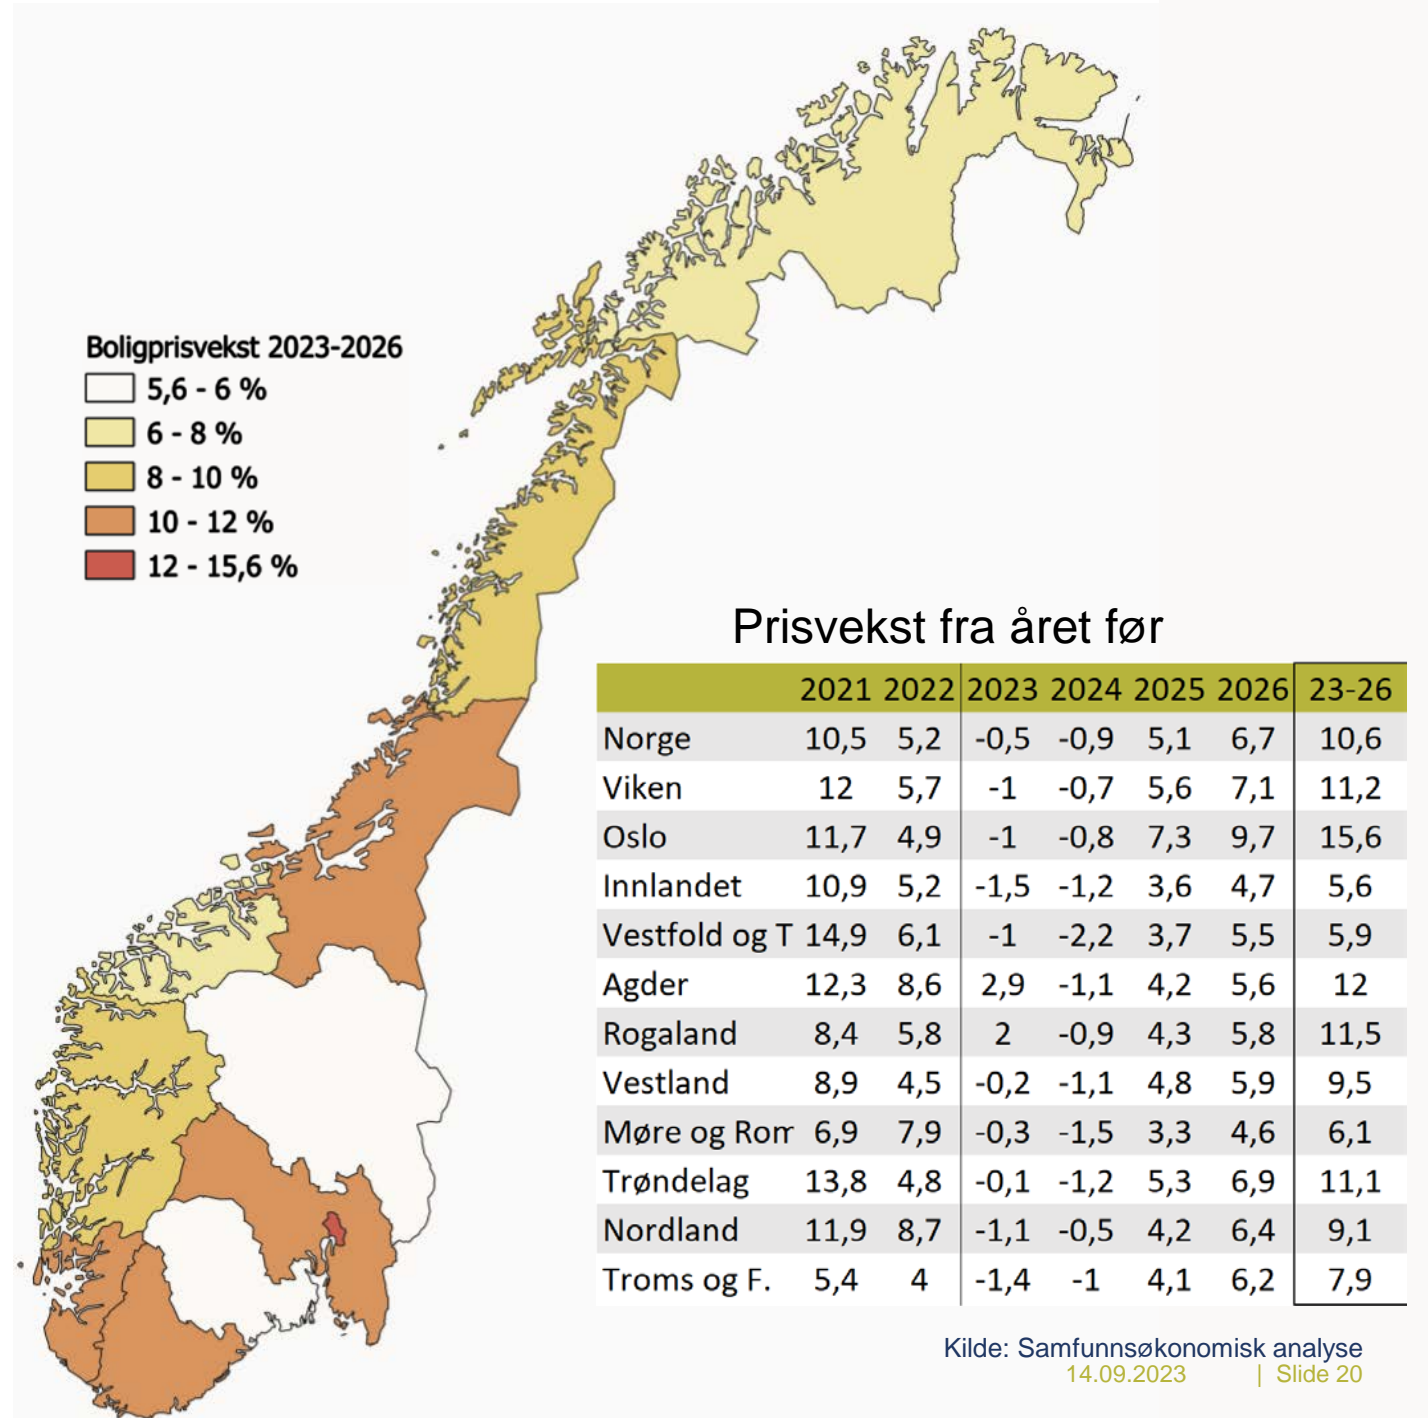 Boligprisvekst 2023-2026
5,6 - 6 %
6 - 8 %
8 - 10 %
10 - 12 %
12 - 15,6 %
Prisvekst fra året før
2021 2022 2023 2024 2025 2026 23-26
Norge 10,5 5,2 -0,5 -0,9 5,1 6,7 10,6
Viken 12 5,7 -1 -0,7 5,6 7,1 11,2
Oslo 11,7 4,9 -1 -0,8 7,3 9,7 15,6
Innlandet 10,9 5,2 -1,5 -1,2 3,6 4,7 5,6
Vestfold og T 14,9 6,1 -1 -2,2 3,7 5,5 5,9
Agder 12,3 8,6 2,9 -1,1 4,2 5,6 12
Rogaland 8,4 5,8 2 -0,9 4,3 5,8 11,5
Vestland 8,9 4,5 -0,2 -1,1 4,8 5,9 9,5
Møre og Rom 6,9 7,9 -0,3 -1,5 3,3 4,6 6,1
Trøndelag 13,8 4,8 -0,1 -1,2 5,3 6,9 11,1
Nordland 11,9 8,7 -1,1 -0,5 4,2 6,4 9,1
Troms og F. 5,4 4 -1,4 -1 4,1 6,2 7,9
Kilde: Samfunnsøkonomisk analyse
14.09.2023 | Slide 20